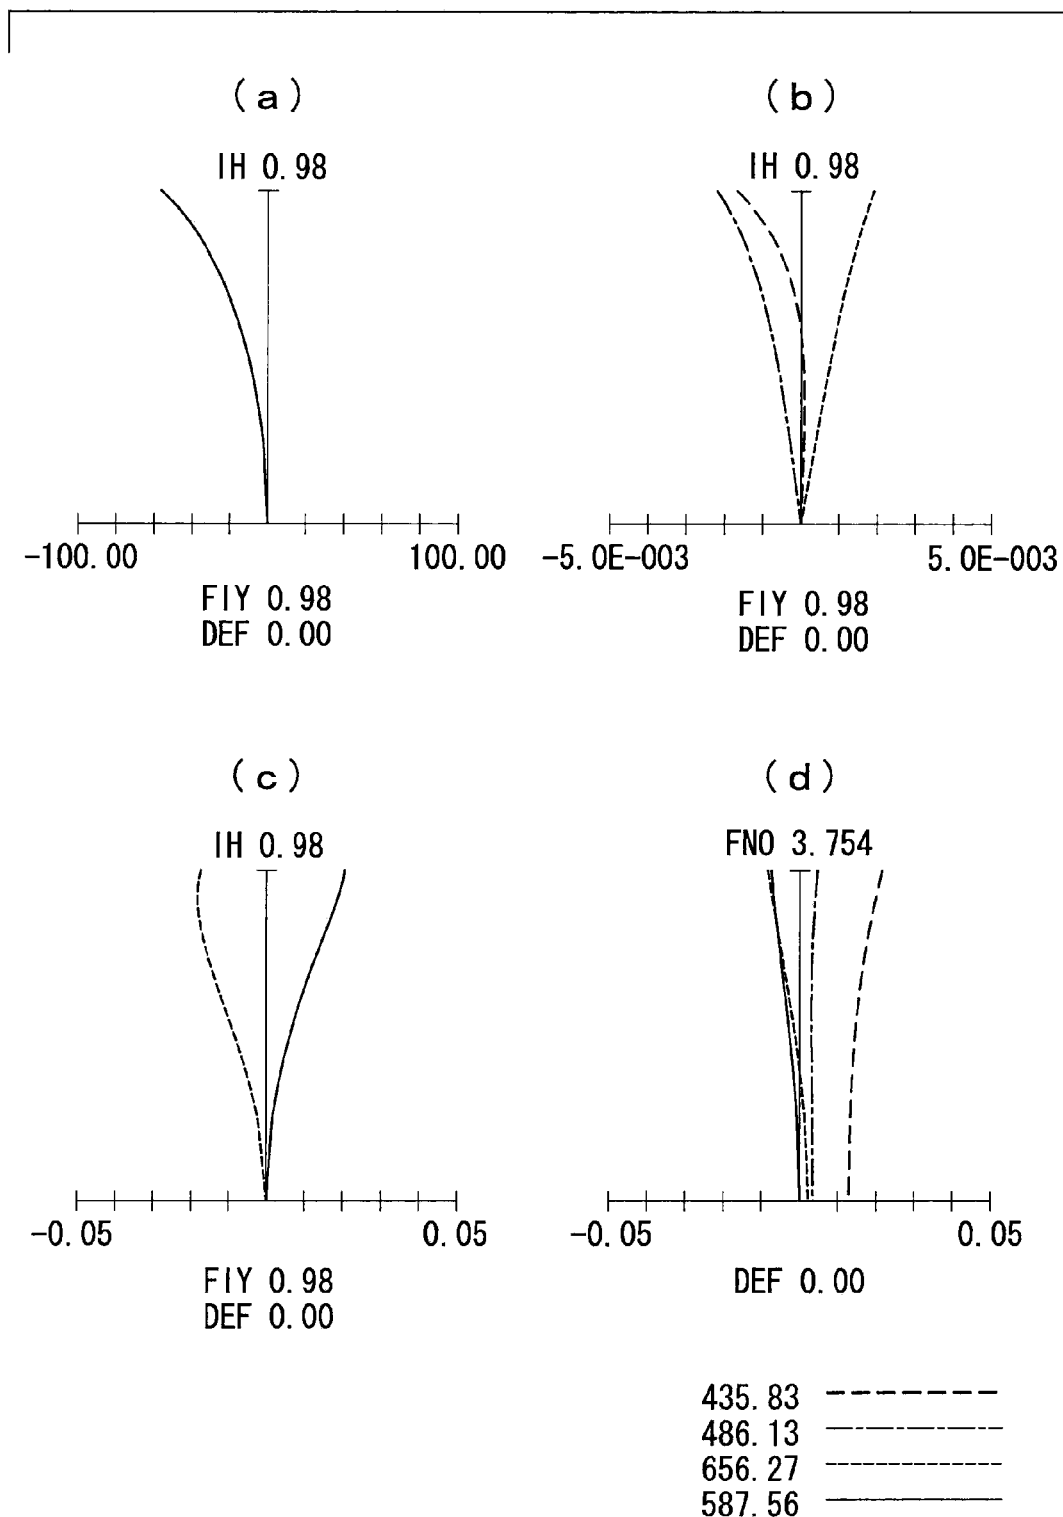 (a)
IH 0.98
-100.00
100.00
FIY 0.98
DEF 0.00
(b)
IH 0.98
-5.0E-003
5.0E-003
FIY 0.98
DEF 0.00
(c)
IH 0.98
-0.05
0.05
FIY 0.98
DEF 0.00
(d)
FNO 3.754
-0.05
0.05
DEF 0.00
435.83
486.13
656.27
587.56